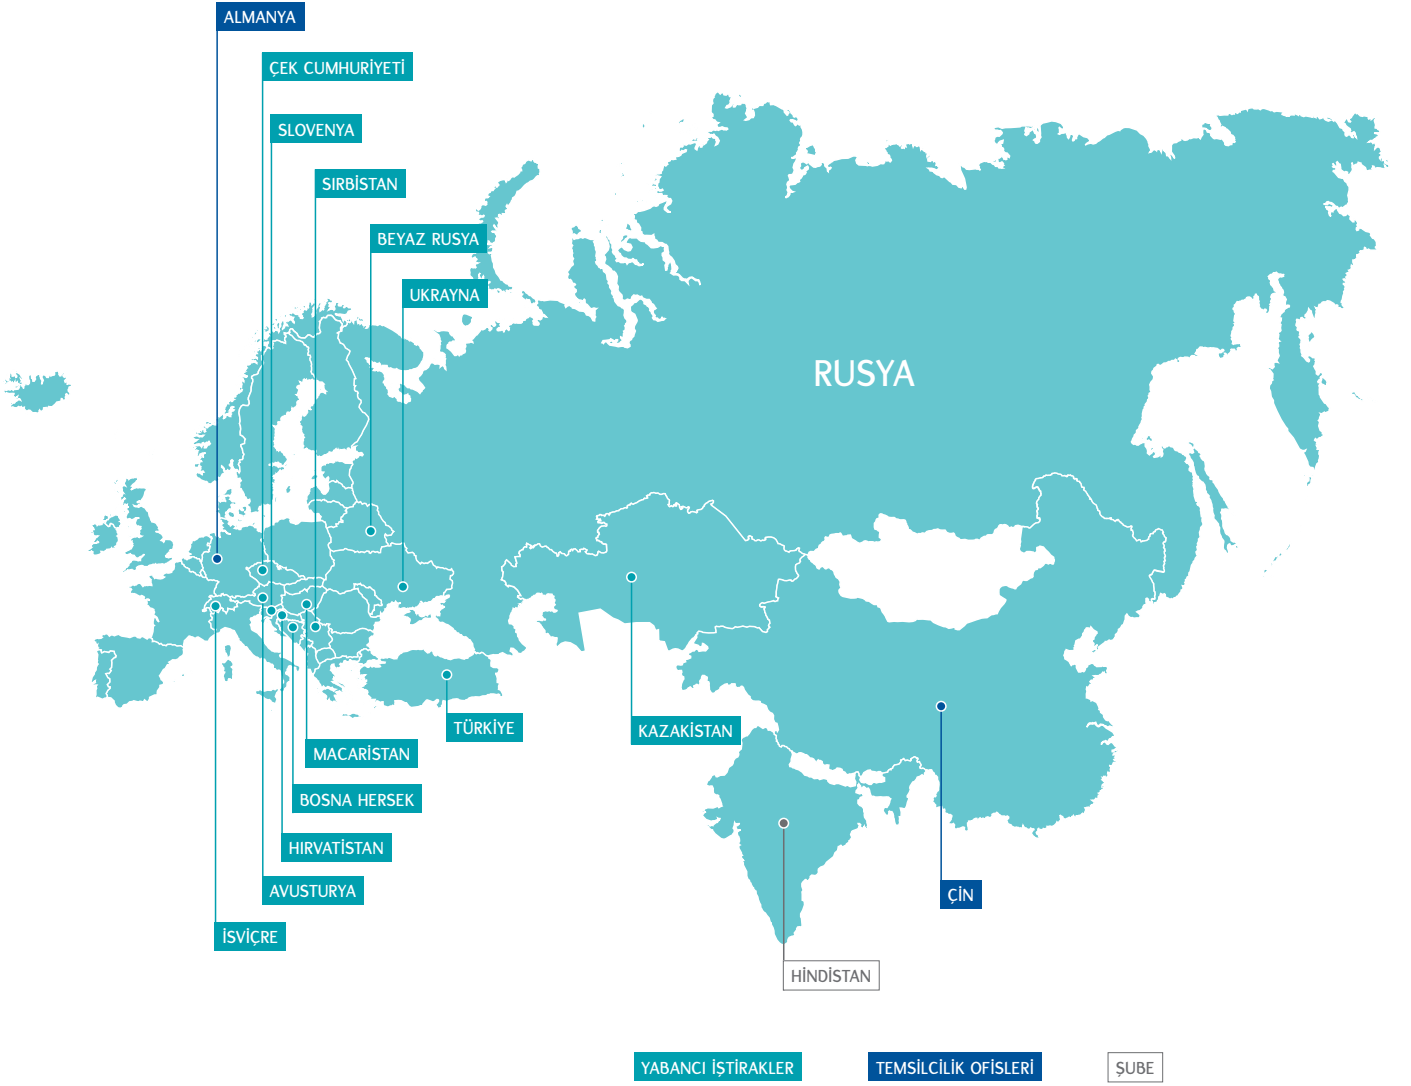 ALMANYA
ÇEK CUMHURİYETİ
SLOVENYA
SIRBİSTAN
BEYAZ RUSYA
UKRAYNA
RUSYA
TÜRKİYE
KAZAKİSTAN
MACARİSTAN
BOSNA HERSEK
HIRVATİSTAN
AVUSTURYA
ÇİN
İSVİÇRE
HİNDİSTAN
YABANCI İŞTİRAKLER
TEMSİLCİLİK OFİSLERİ
ŞUBE